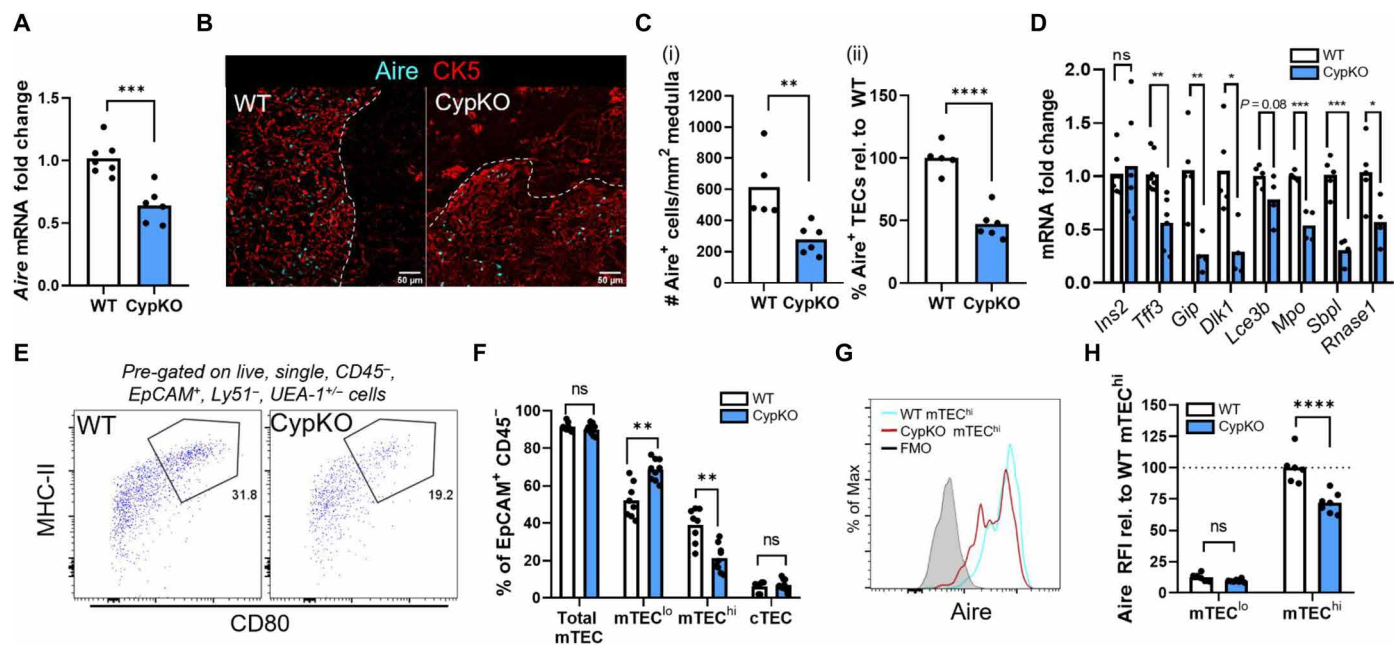 A
Aire mRNA fold change
1.5
1.0
0.5
0.0
***
WT
CypKO
B
Aire CK5
WT
CypKO
50 µm
50 µm
C
(i)
# Aire⁺ cells/mm² medulla
1200
1000
800
600
400
200
0
**
WT
CypKO
(ii)
% Aire⁺ TECs rel. to WT
150
100
50
0
****
WT
CypKO
D
WT
CypKO
mRNA fold change
2.0
1.5
1.0
0.5
0.0
ns
**
**
*
P = 0.08
***
***
*
Ins2
Tff3
Gip
Dlk1
Lce3b
Mpo
Sbpl
Rnase1
E
Pre-gated on live, single, CD45⁻,
EpCAM⁺, Ly51⁻, UEA-1⁺/⁻ cells
WT
31.8
CypKO
19.2
MHC-II
CD80
F
WT
CypKO
% of EpCAM⁺ CD45⁻
100
80
60
40
20
0
ns
**
**
ns
Total
mTEC
mTECˡᵒ
mTECʰⁱ
cTEC
G
WT mTECʰⁱ
CypKO mTECʰⁱ
FMO
% of Max
Aire
H
WT
CypKO
Aire RFI rel. to WT mTECʰⁱ
150
125
100
75
50
25
0
ns
****
mTECˡᵒ
mTECʰⁱ